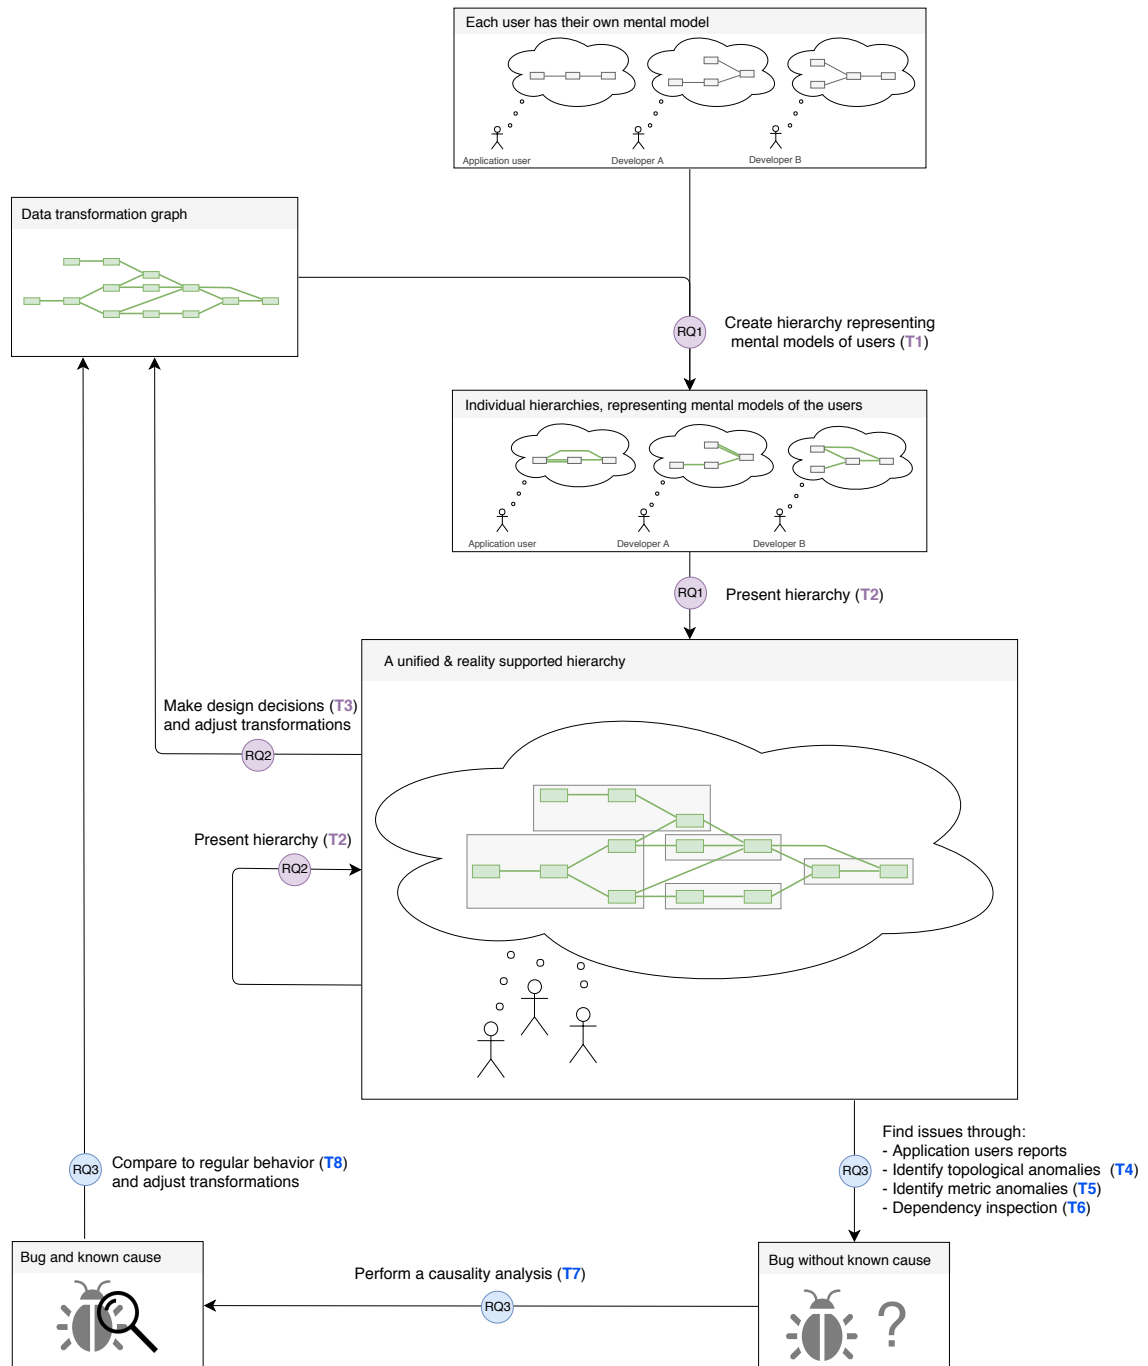 Each user has their own mental model
Application user
Developer A
Developer B
Data transformation graph
RQ1
Create hierarchy representing
mental models of users (T1)
Individual hierarchies, representing mental models of the users
Application user
Developer A
Developer B
RQ1
Present hierarchy (T2)
A unified & reality supported hierarchy
Make design decisions (T3)
and adjust transformations
RQ2
Present hierarchy (T2)
RQ2
Find issues through:
- Application users reports
- Identify topological anomalies (T4)
- Identify metric anomalies (T5)
- Dependency inspection (T6)
RQ3
RQ3
Compare to regular behavior (T8)
and adjust transformations
Bug and known cause
Perform a causality analysis (T7)
RQ3
Bug without known cause
?